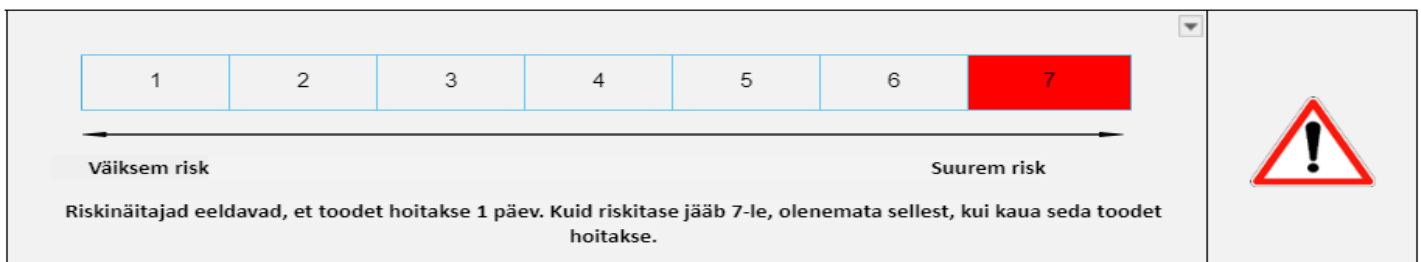 1 2 3 4 5 6 7
Väiksem risk Suurem risk
Riskinäitajad eeldavad, et toodet hoitakse 1 päev. Kuid riskitase jääb 7-le, olenemata sellest, kui kaua seda toodet
hoitakse.